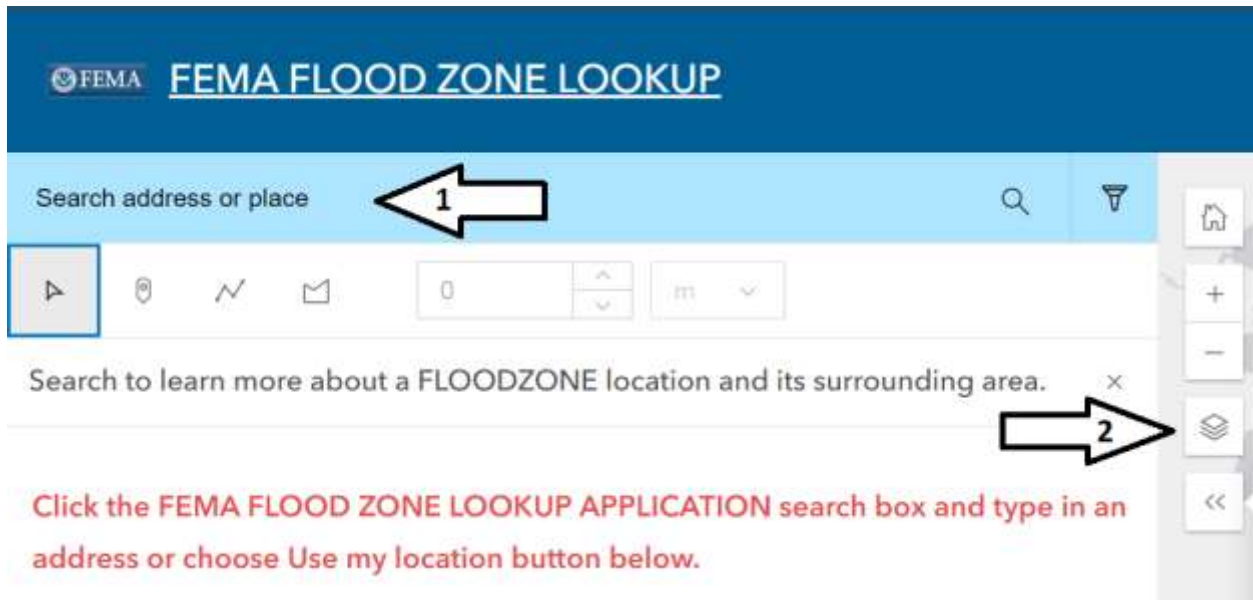 FEMA
FEMA FLOOD ZONE LOOKUP
Search address or place
1
0
m
Search to learn more about a FLOODZONE location and its surrounding area.
2
Click the FEMA FLOOD ZONE LOOKUP APPLICATION search box and type in an
address or choose Use my location button below.